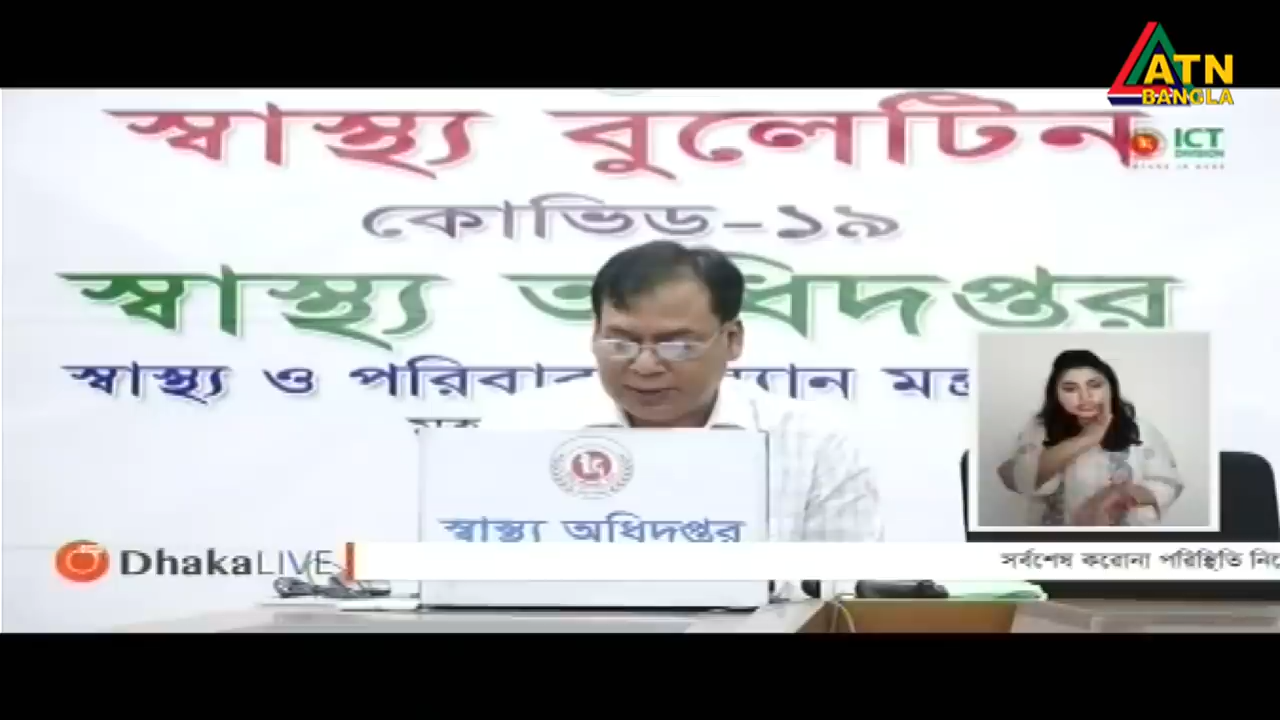 ATN
BANGLA
স্বাস্থ্য বুলেটিন
ICT
DIVISION
কোভিড-১৯
স্বাস্থ্য অধিদপ্তর
স্বাস্থ্য ও পরিবার
স্বাস্থ্য অধিদপ্তর
DhakaLIVE
সর্বশেষ করোনা পরিস্থিতি